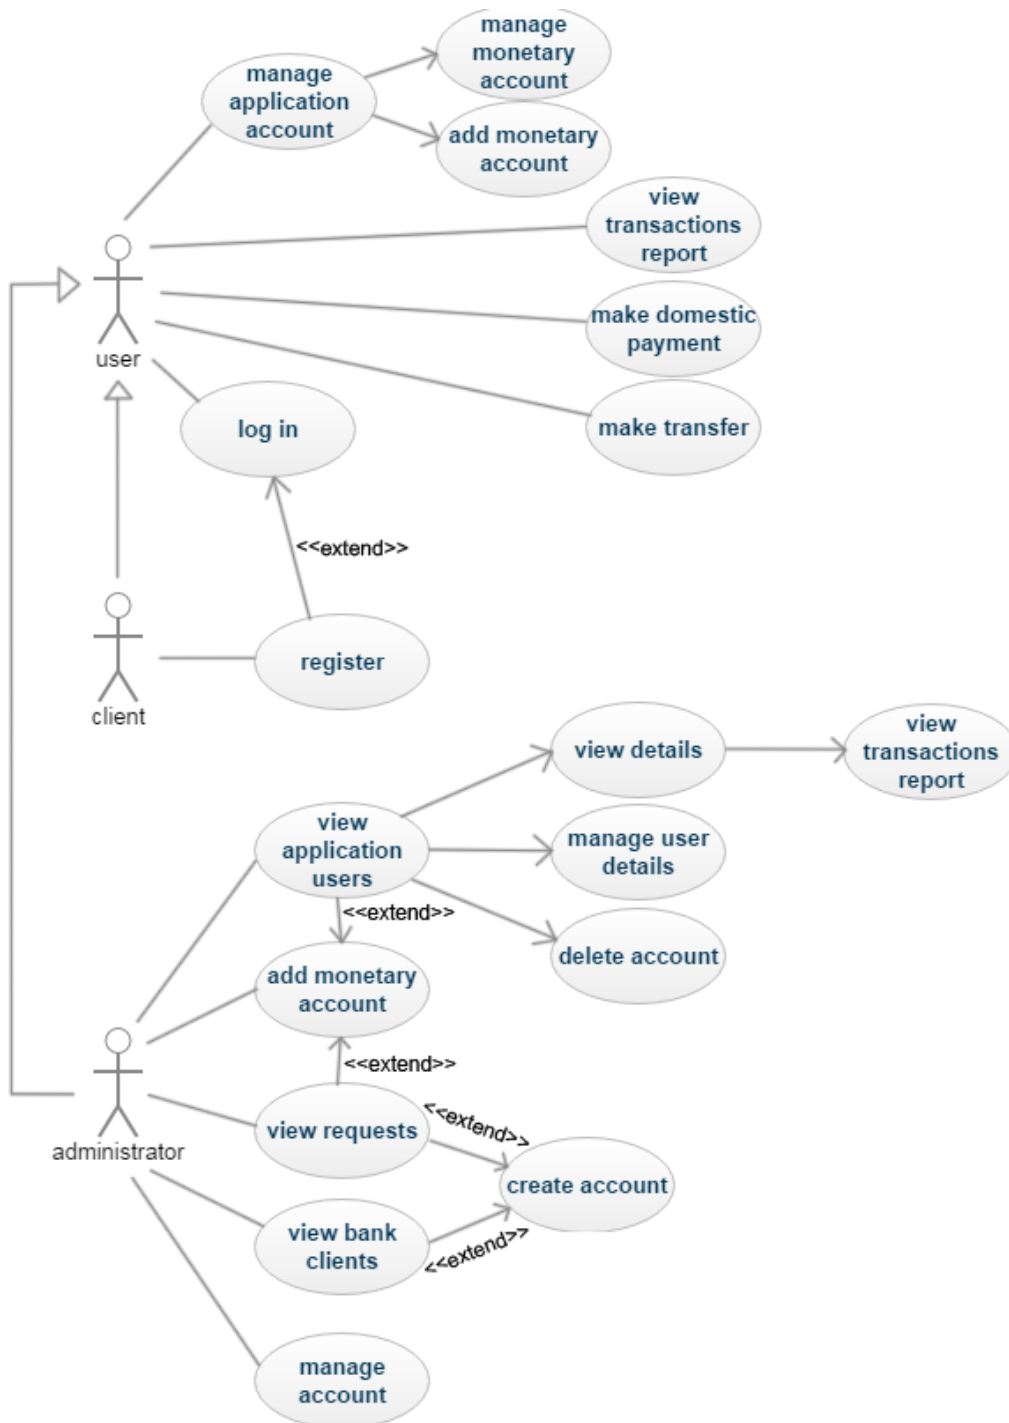 manage
monetary
account
manage
application
account
add monetary
account
view
transactions
report
make domestic
payment
user
log in
make transfer
<<extend>>
register
client
view details
view
transactions
report
view
application
users
manage user
details
<<extend>>
delete account
add monetary
account
<<extend>>
administrator
view requests
<<extend>>
create account
view bank
clients
<<extend>>
manage
account